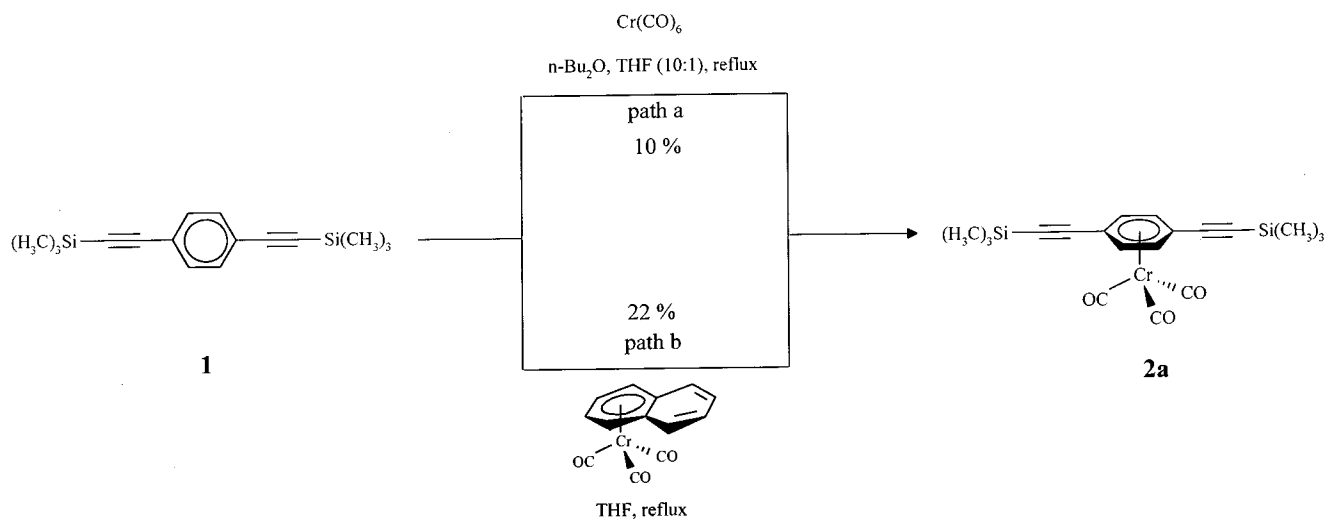 Cr(CO)6
n-Bu2O, THF (10:1), reflux
path a
10 %
(H3C)3Si
Si(CH3)3
(H3C)3Si
Si(CH3)3
Cr
OC
CO
CO
22 %
path b
1
2a
Cr
OC
CO
CO
THF, reflux